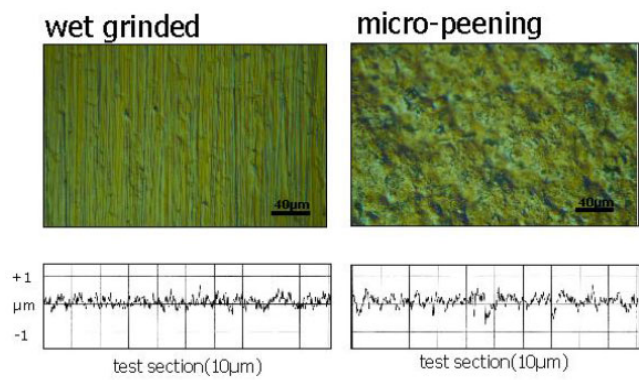 wet grinded
micro-peening
40μm
40μm
+1
μm
-1
test section(10μm)
test section(10μm)